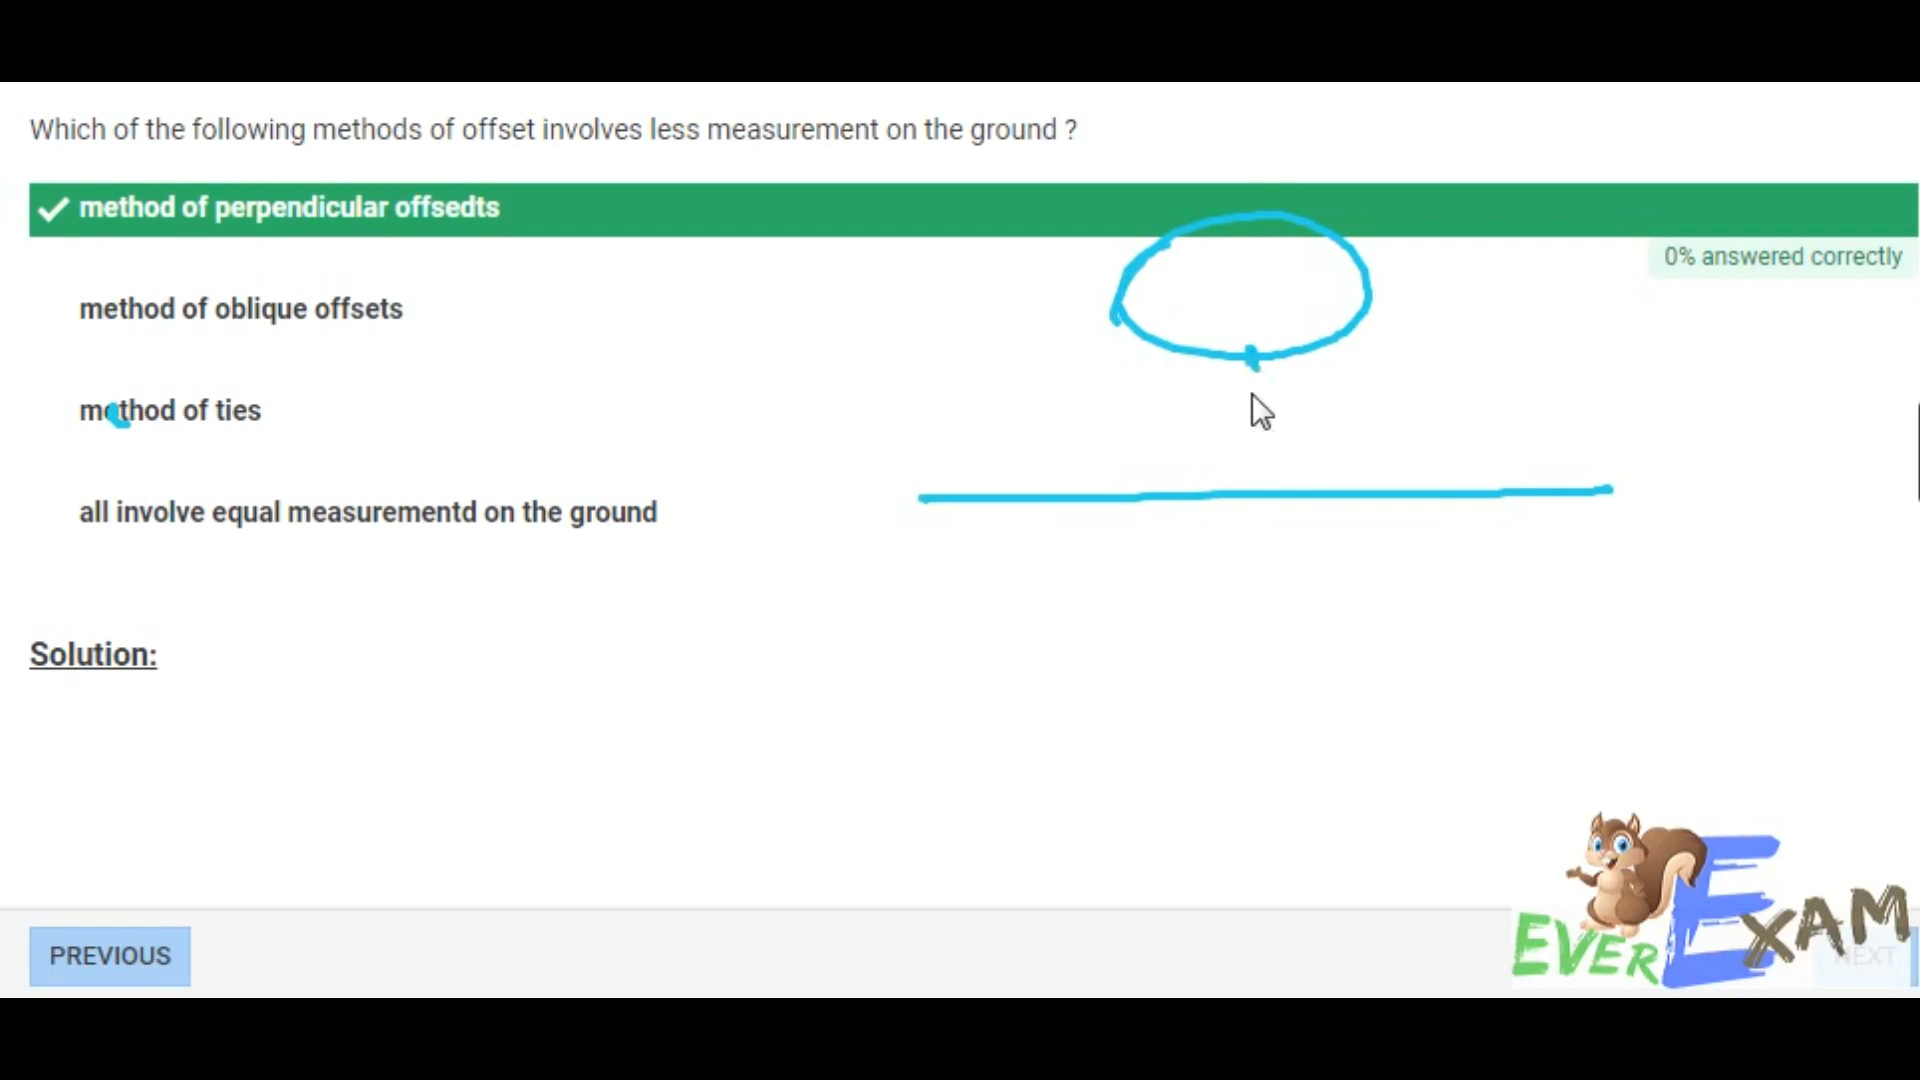 Which of the following methods of offset involves less measurement on the ground ?
method of perpendicular offsedts
0% answered correctly
method of oblique offsets
method of ties
all involve equal measurementd on the ground
Solution:
PREVIOUS
EVER EXAM
NEXT